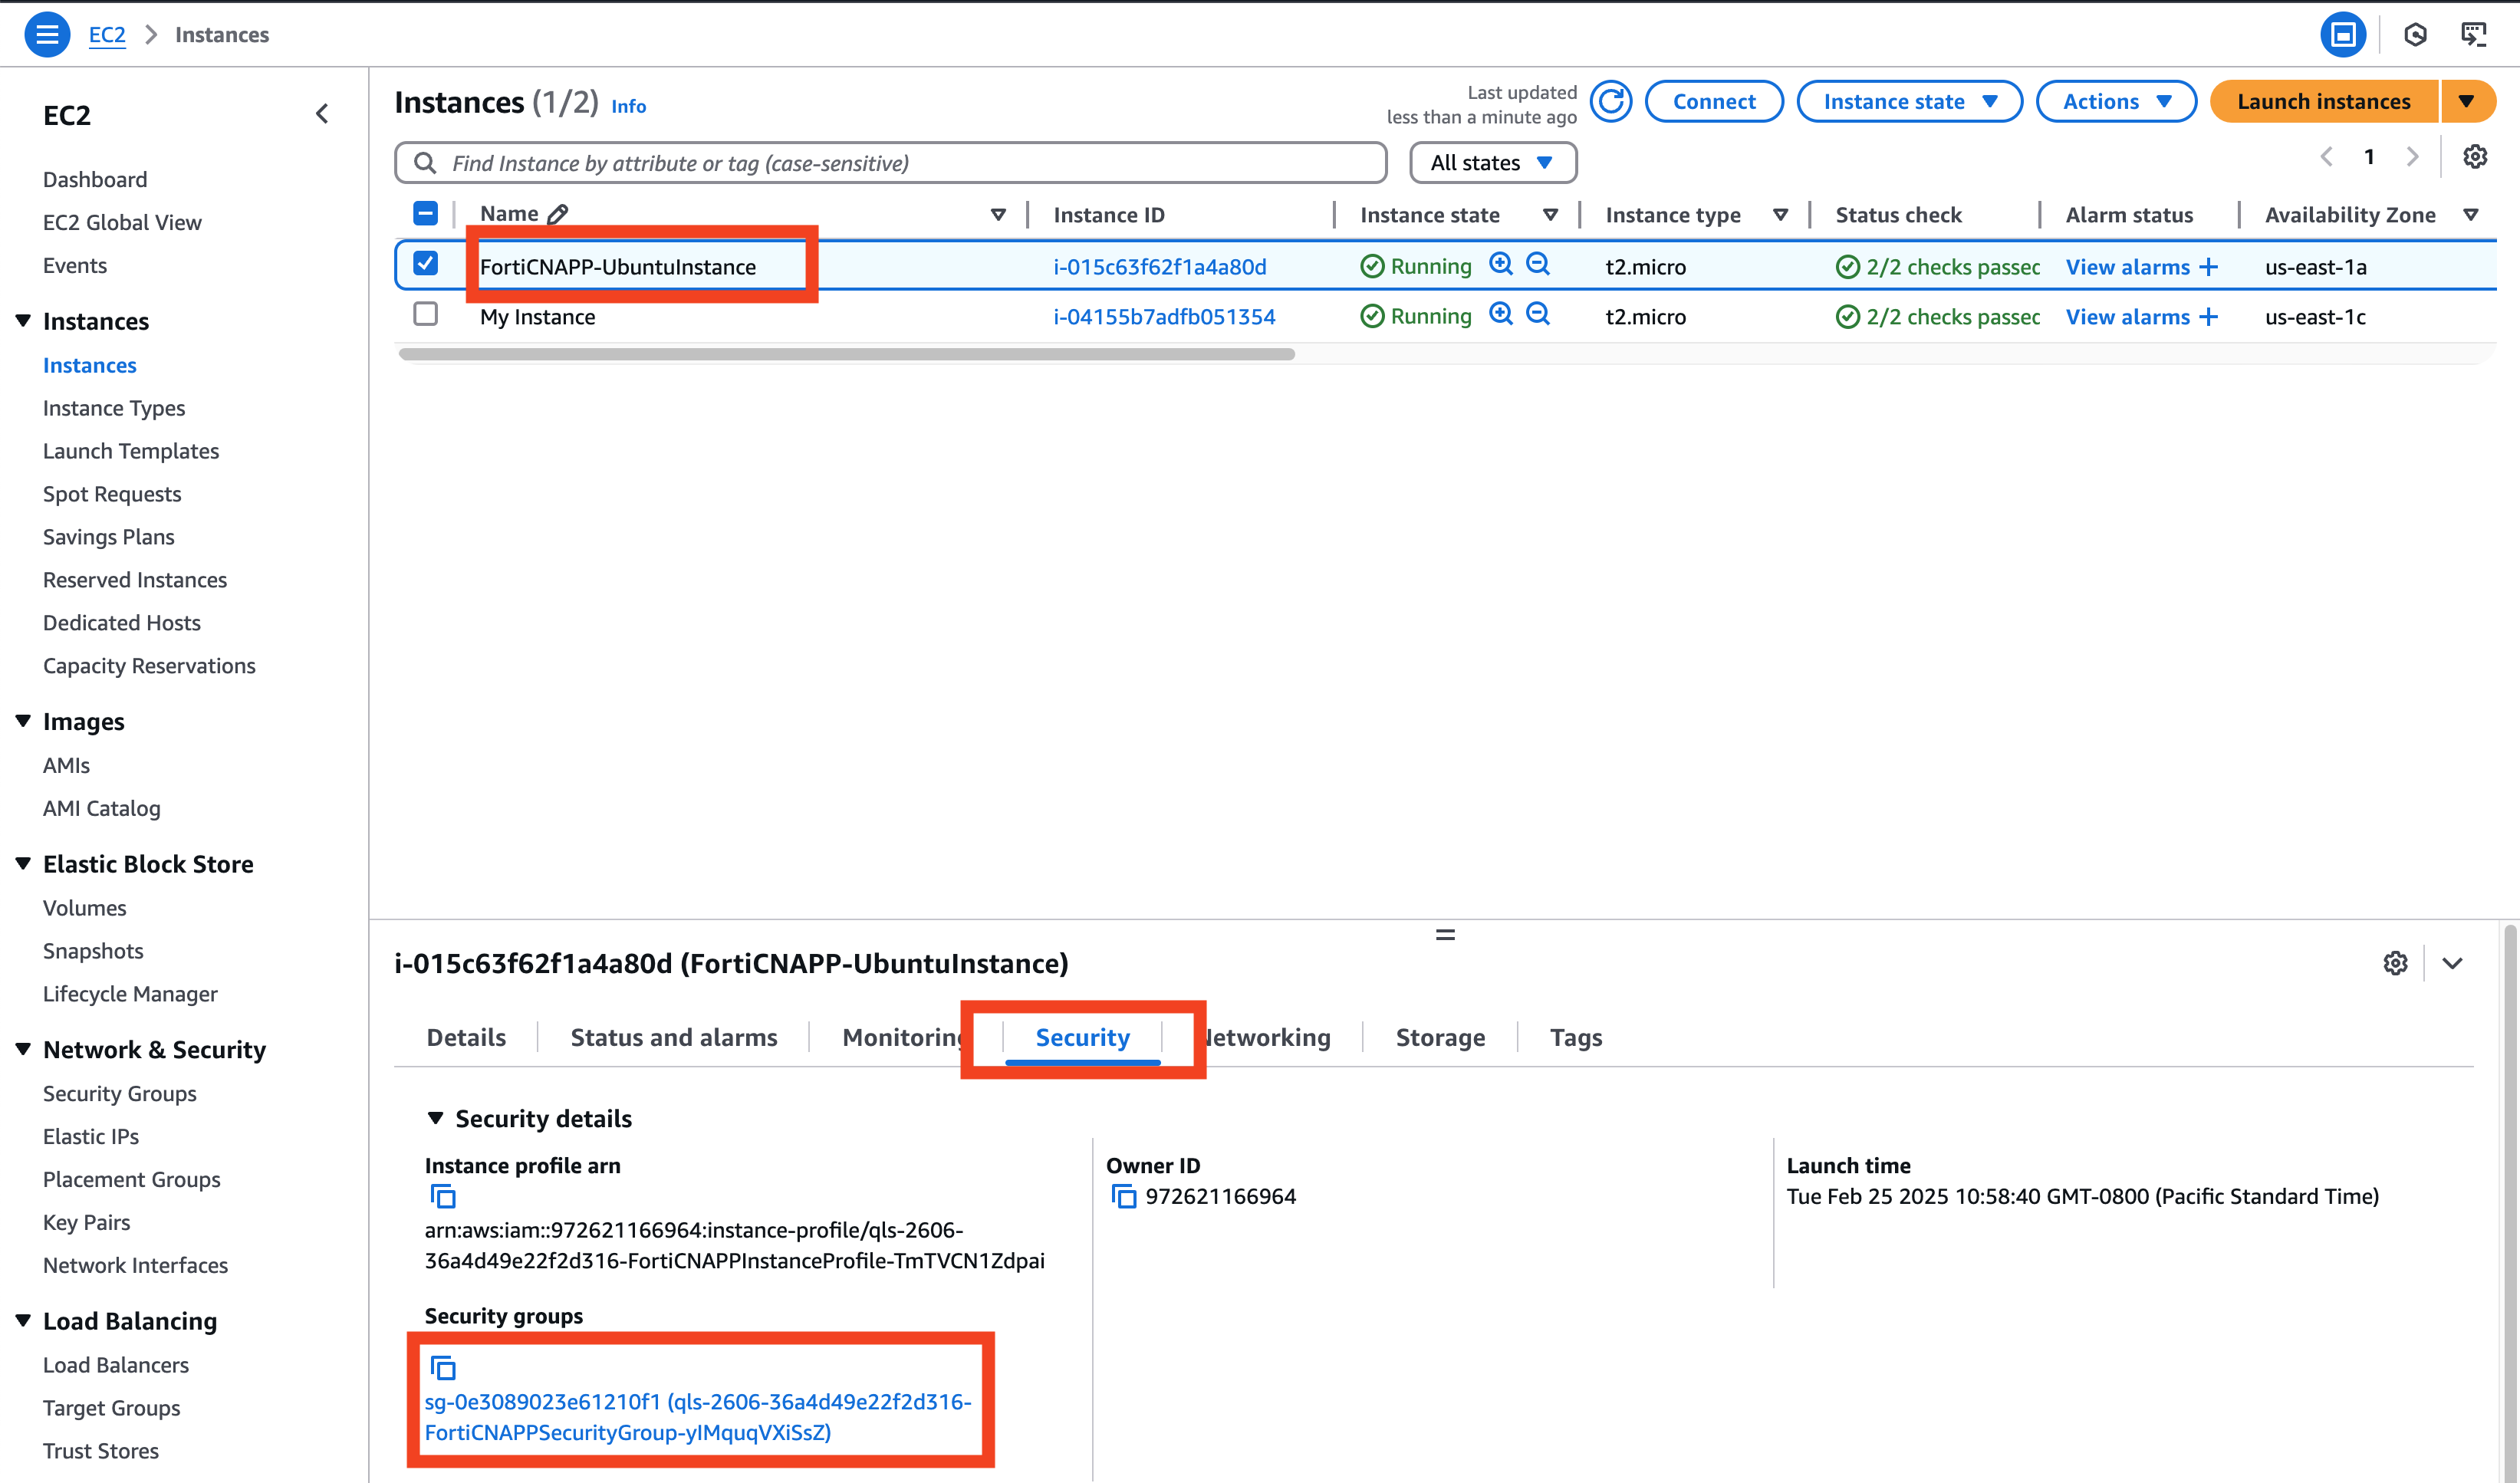 EC2 > Instances
EC2
Dashboard
EC2 Global View
Events
Instances
Instances
Instance Types
Launch Templates
Spot Requests
Savings Plans
Reserved Instances
Dedicated Hosts
Capacity Reservations
Images
AMIs
AMI Catalog
Elastic Block Store
Volumes
Snapshots
Lifecycle Manager
Network & Security
Security Groups
Elastic IPs
Placement Groups
Key Pairs
Network Interfaces
Load Balancing
Load Balancers
Target Groups
Trust Stores
Instances (1/2) Info
Last updated
less than a minute ago
Connect
Instance state
Actions
Launch instances
Find Instance by attribute or tag (case-sensitive)
All states
1
Name Instance ID Instance state Instance type Status check Alarm status Availability Zone
FortiCNAPP-UbuntuInstance i-015c63f62f1a4a80d Running t2.micro 2/2 checks passed View alarms + us-east-1a
My Instance i-04155b7adfb051354 Running t2.micro 2/2 checks passed View alarms + us-east-1c
i-015c63f62f1a4a80d (FortiCNAPP-UbuntuInstance)
Details Status and alarms Monitoring Security Networking Storage Tags
Security details
Instance profile arn
arn:aws:iam::972621166964:instance-profile/qls-2606-
36a4d49e22f2d316-FortiCNAPPInstanceProfile-TmTVCN1Zdpai
Owner ID
972621166964
Launch time
Tue Feb 25 2025 10:58:40 GMT-0800 (Pacific Standard Time)
Security groups
sg-0e3089023e61210f1 (qls-2606-36a4d49e22f2d316-
FortiCNAPPSecurityGroup-yIMquqVXiSsZ)